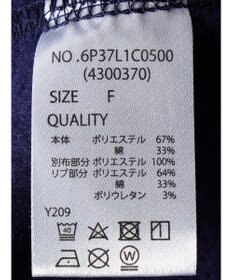 NO.6P37L1C0500
(4300370)
SIZE F
QUALITY
本体 ポリエステル 67%
綿 33%
別布部分 ポリエステル 100%
リブ部分 ポリエステル 64%
綿 33%
ポリウレタン 3%
Y209
40
W